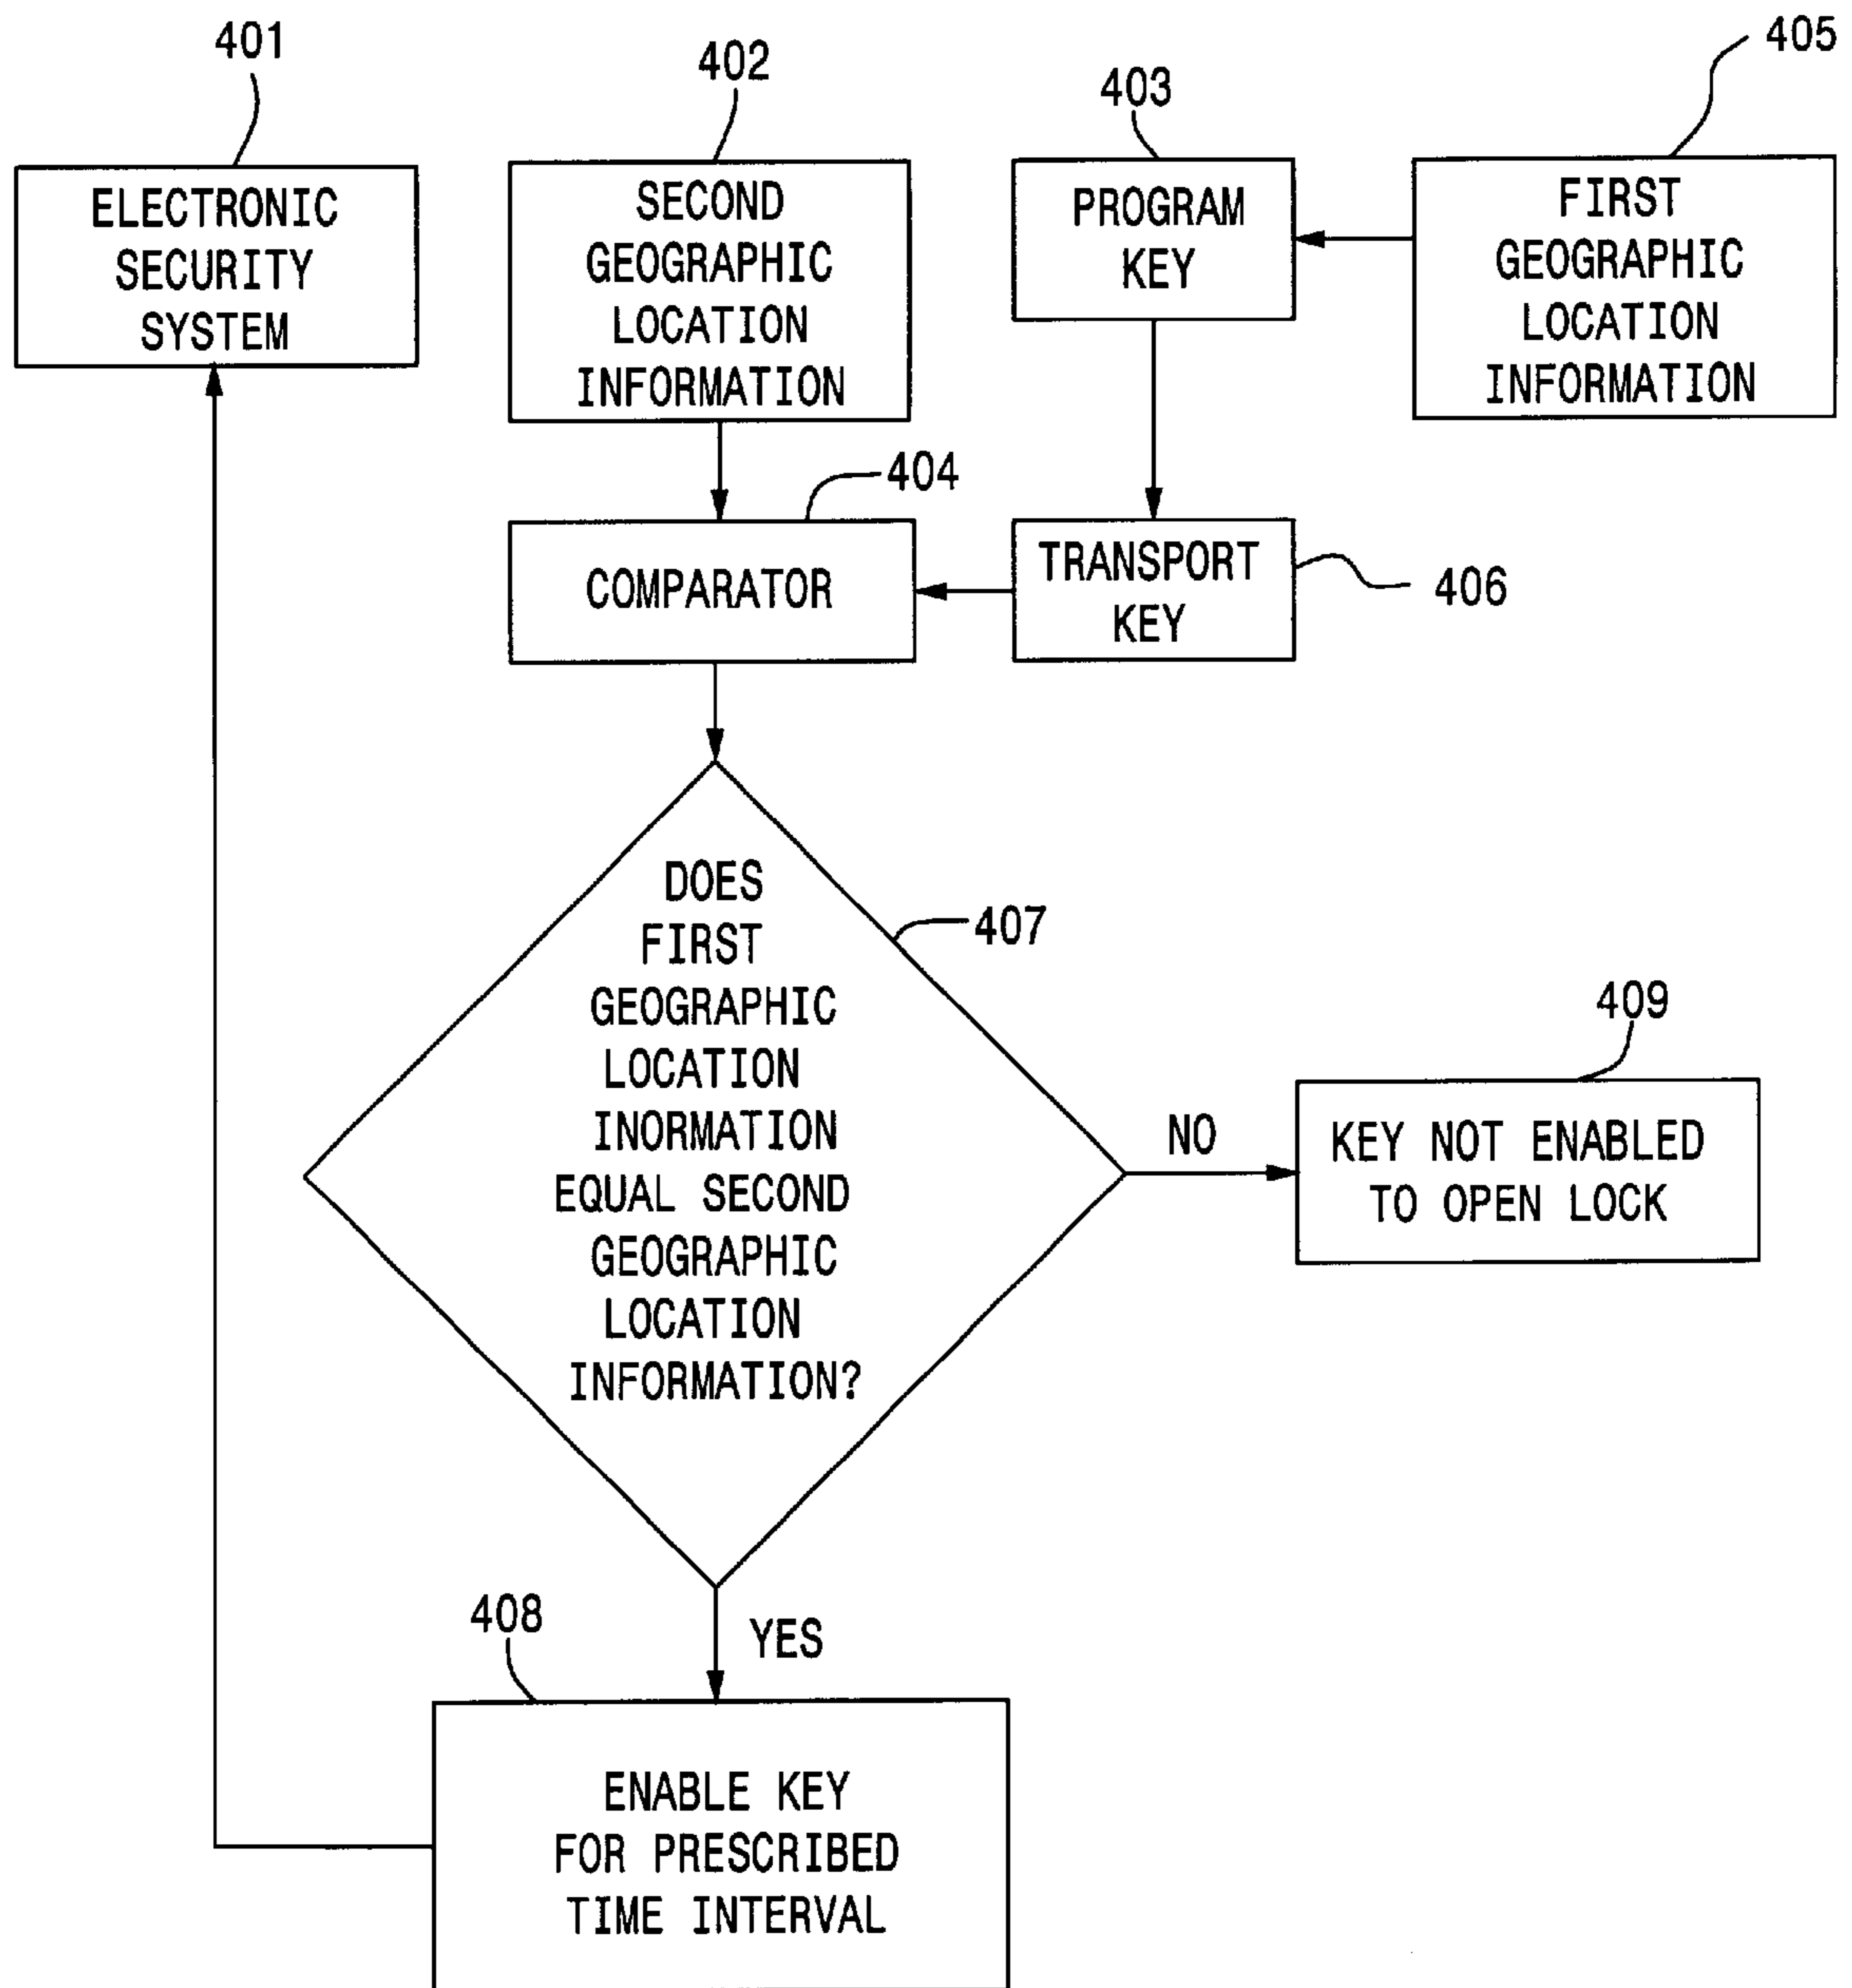 401
402
403
405
ELECTRONIC
SECURITY
SYSTEM
SECOND
GEOGRAPHIC
LOCATION
INFORMATION
PROGRAM
KEY
FIRST
GEOGRAPHIC
LOCATION
INFORMATION
404
COMPARATOR
TRANSPORT
KEY
406
DOES
FIRST
GEOGRAPHIC
LOCATION
INORMATION
EQUAL SECOND
GEOGRAPHIC
LOCATION
INFORMATION?
407
NO
409
KEY NOT ENABLED
TO OPEN LOCK
YES
408
ENABLE KEY
FOR PRESCRIBED
TIME INTERVAL